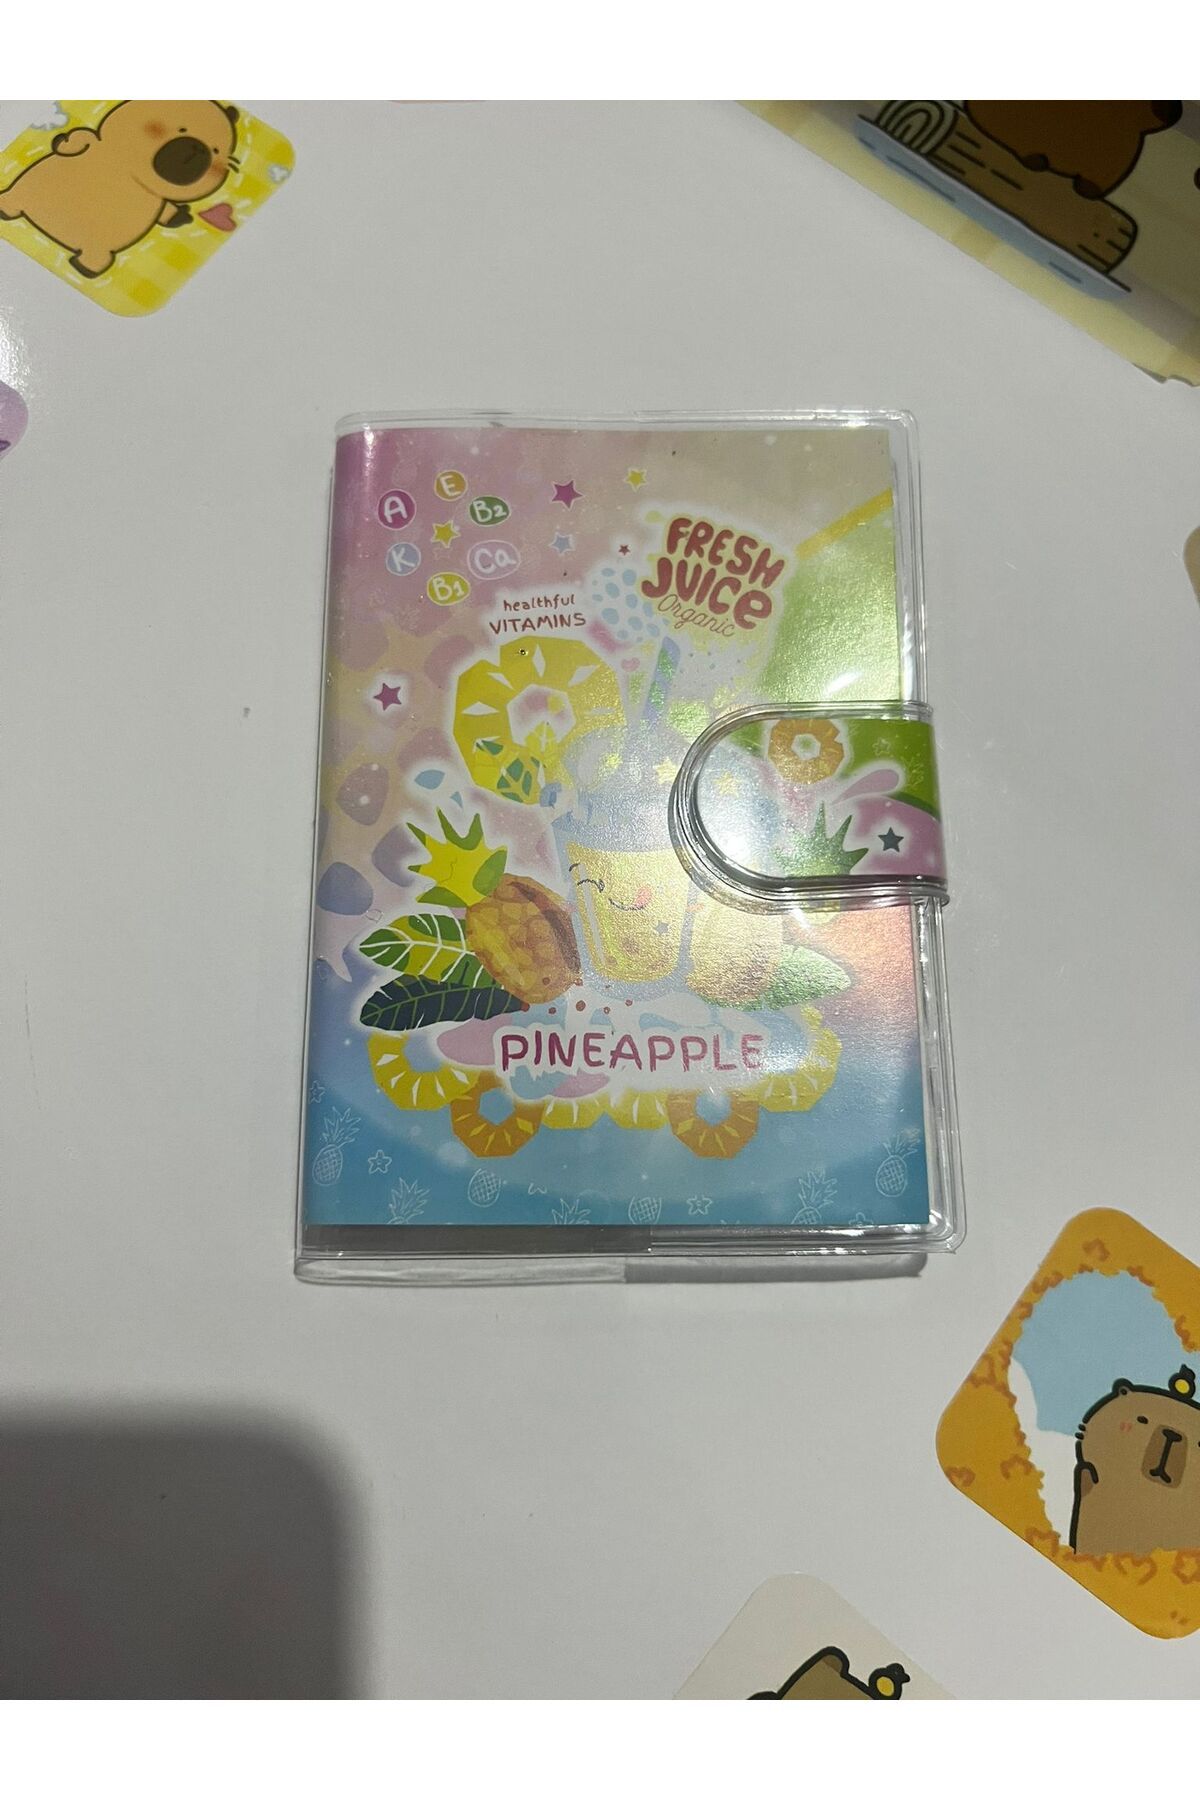 A
E
B2
K
Ca
B1
healthful
VITAMINS
FRESH
JUICE
Organic
PINEAPPLE